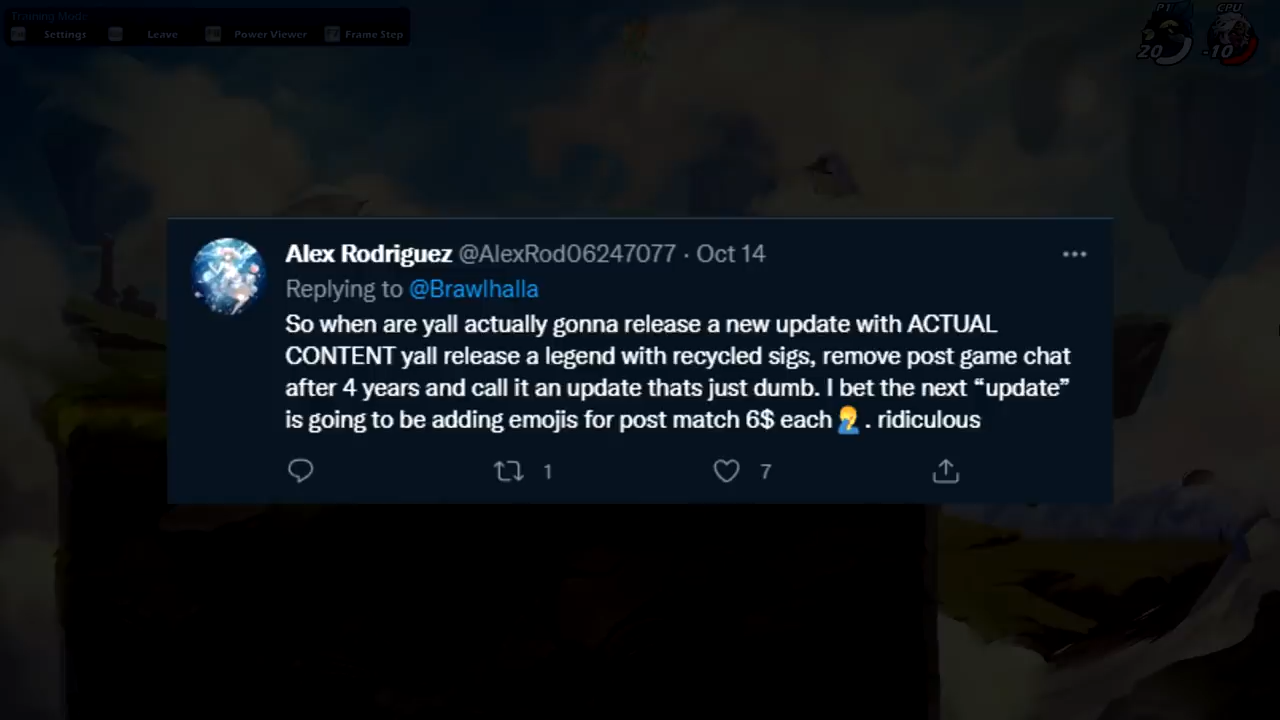 Training Mode
Settings Leave Power Viewer Frame Step
P1 CPU
20 -10
Alex Rodriguez @AlexRod06247077 · Oct 14
Replying to @Brawlhalla
So when are yall actually gonna release a new update with ACTUAL
CONTENT yall release a legend with recycled sigs, remove post game chat
after 4 years and call it an update thats just dumb. I bet the next “update”
is going to be adding emojis for post match 6$ each 🤦‍♂️. ridiculous
1 7